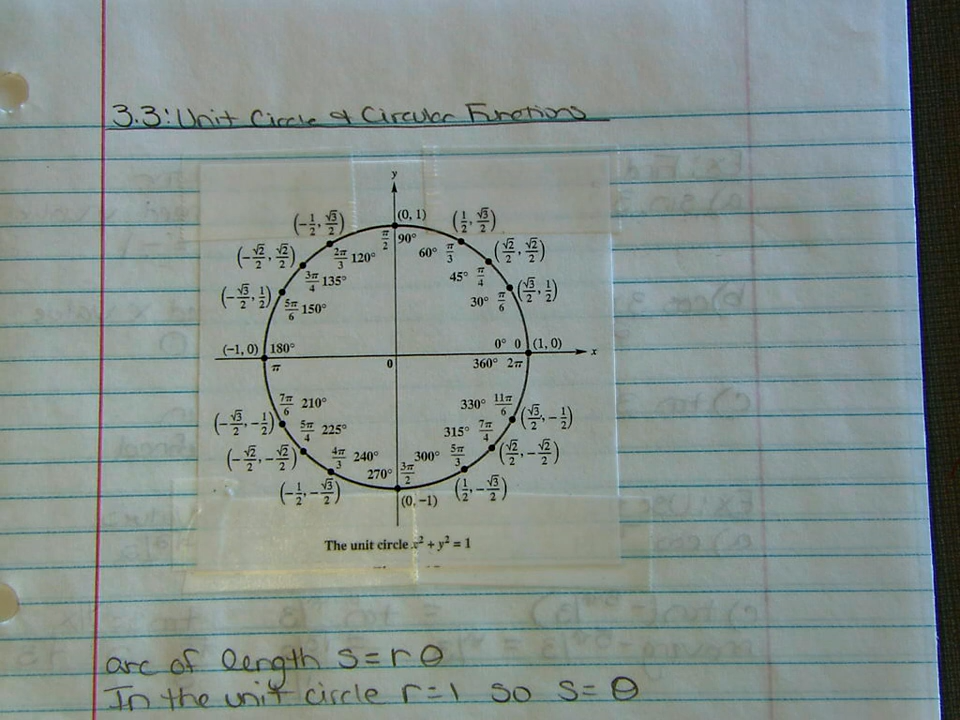 3.3: Unit Circle & Circular Functions
y
(-1/2, √3/2) (0, 1) (1/2, √3/2)
(-√2/2, √2/2) 2π/3 120° π/2 90° 60° π/3 (√2/2, √2/2)
3π/4 135° 45° π/4
(-√3/2, 1/2) 5π/6 150° 30° π/6 (√3/2, 1/2)
(-1, 0) 180° 0° 0 (1, 0) x
π 0 360° 2π
7π/6 210° 330° 11π/6
(-√3/2, -1/2) 5π/4 225° 315° 7π/4 (√3/2, -1/2)
(-√2/2, -√2/2) 4π/3 240° 300° 5π/3 (√2/2, -√2/2)
270° 3π/2
(-1/2, -√3/2) (0, -1) (1/2, -√3/2)
The unit circle x² + y² = 1
arc of length s = r θ
In the unit circle r = 1 so s = θ